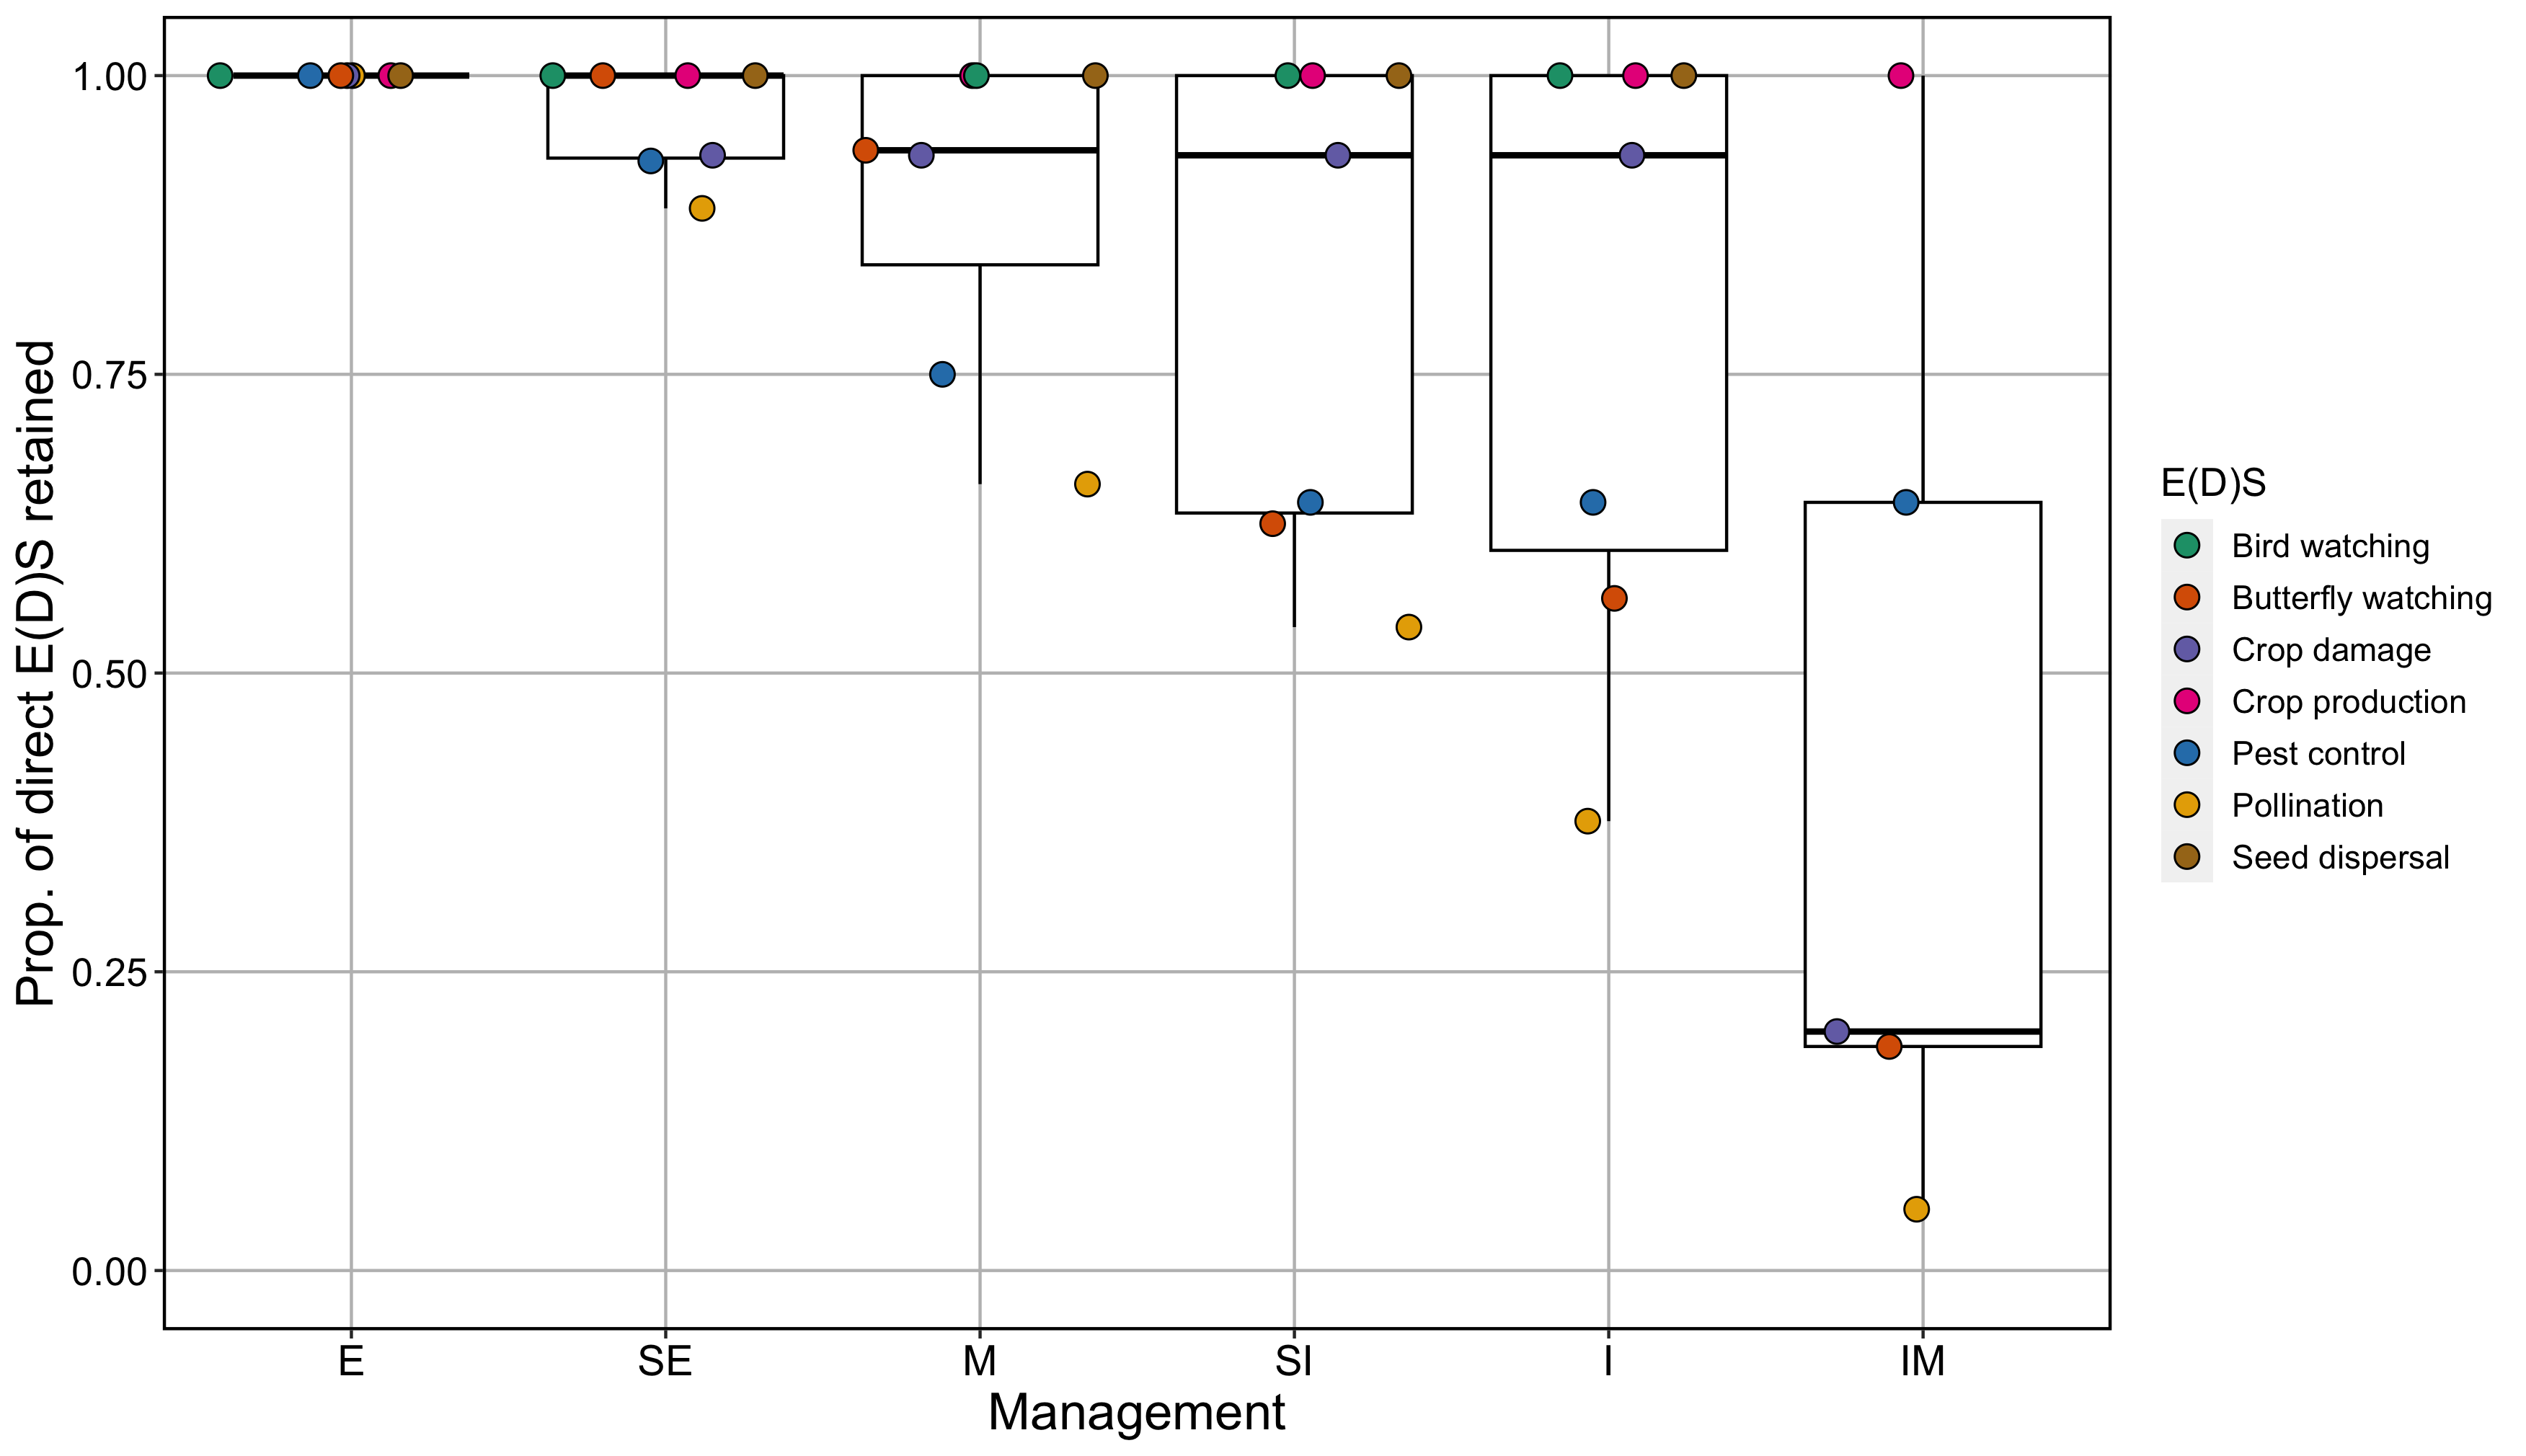 Prop. of direct E(D)S retained
1.00
0.75
0.50
0.25
0.00
E SE M SI I IM
Management
E(D)S
Bird watching
Butterfly watching
Crop damage
Crop production
Pest control
Pollination
Seed dispersal